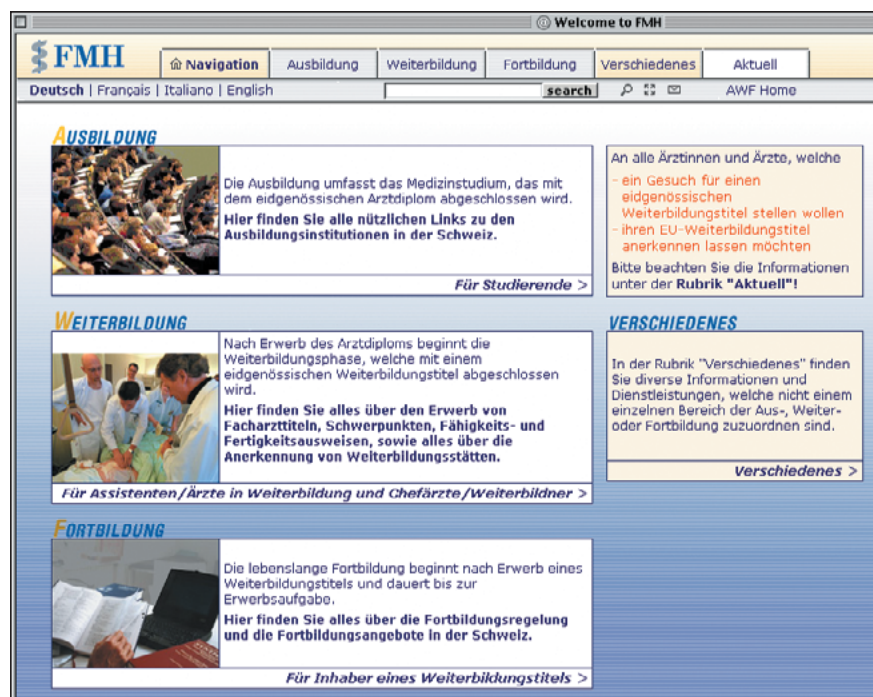 Welcome to FMH
FMH
Navigation
Ausbildung
Weiterbildung
Fortbildung
Verschiedenes
Aktuell
Deutsch | Français | Italiano | English
search
AWF Home
AUSBILDUNG
Die Ausbildung umfasst das Medizinstudium, das mit
dem eidgenössischen Arztdiplom abgeschlossen wird.
Hier finden Sie alle nützlichen Links zu den
Ausbildungsinstitutionen in der Schweiz.
Für Studierende >
An alle Ärztinnen und Ärzte, welche
- ein Gesuch für einen
eidgenössischen
Weiterbildungstitel stellen wollen
- ihren EU-Weiterbildungstitel
anerkennen lassen möchten
Bitte beachten Sie die Informationen
unter der Rubrik "Aktuell"!
WEITERBILDUNG
Nach Erwerb des Arztdiploms beginnt die
Weiterbildungsphase, welche mit einem
eidgenössischen Weiterbildungstitel abgeschlossen
wird.
Hier finden Sie alles über den Erwerb von
Facharzttiteln, Schwerpunkten, Fähigkeits- und
Fertigkeitsausweisen, sowie alles über die
Anerkennung von Weiterbildungsstätten.
Für Assistenten/Ärzte in Weiterbildung und Chefärzte/Weiterbildner >
VERSCHIEDENES
In der Rubrik "Verschiedenes" finden
Sie diverse Informationen und
Dienstleistungen, welche nicht einem
einzelnen Bereich der Aus-, Weiter-
oder Fortbildung zuzuordnen sind.
Verschiedenes >
FORTBILDUNG
Die lebenslange Fortbildung beginnt nach Erwerb eines
Weiterbildungstitels und dauert bis zur
Erwerbsaufgabe.
Hier finden Sie alles über die Fortbildungsregelung
und die Fortbildungsangebote in der Schweiz.
Für Inhaber eines Weiterbildungstitels >